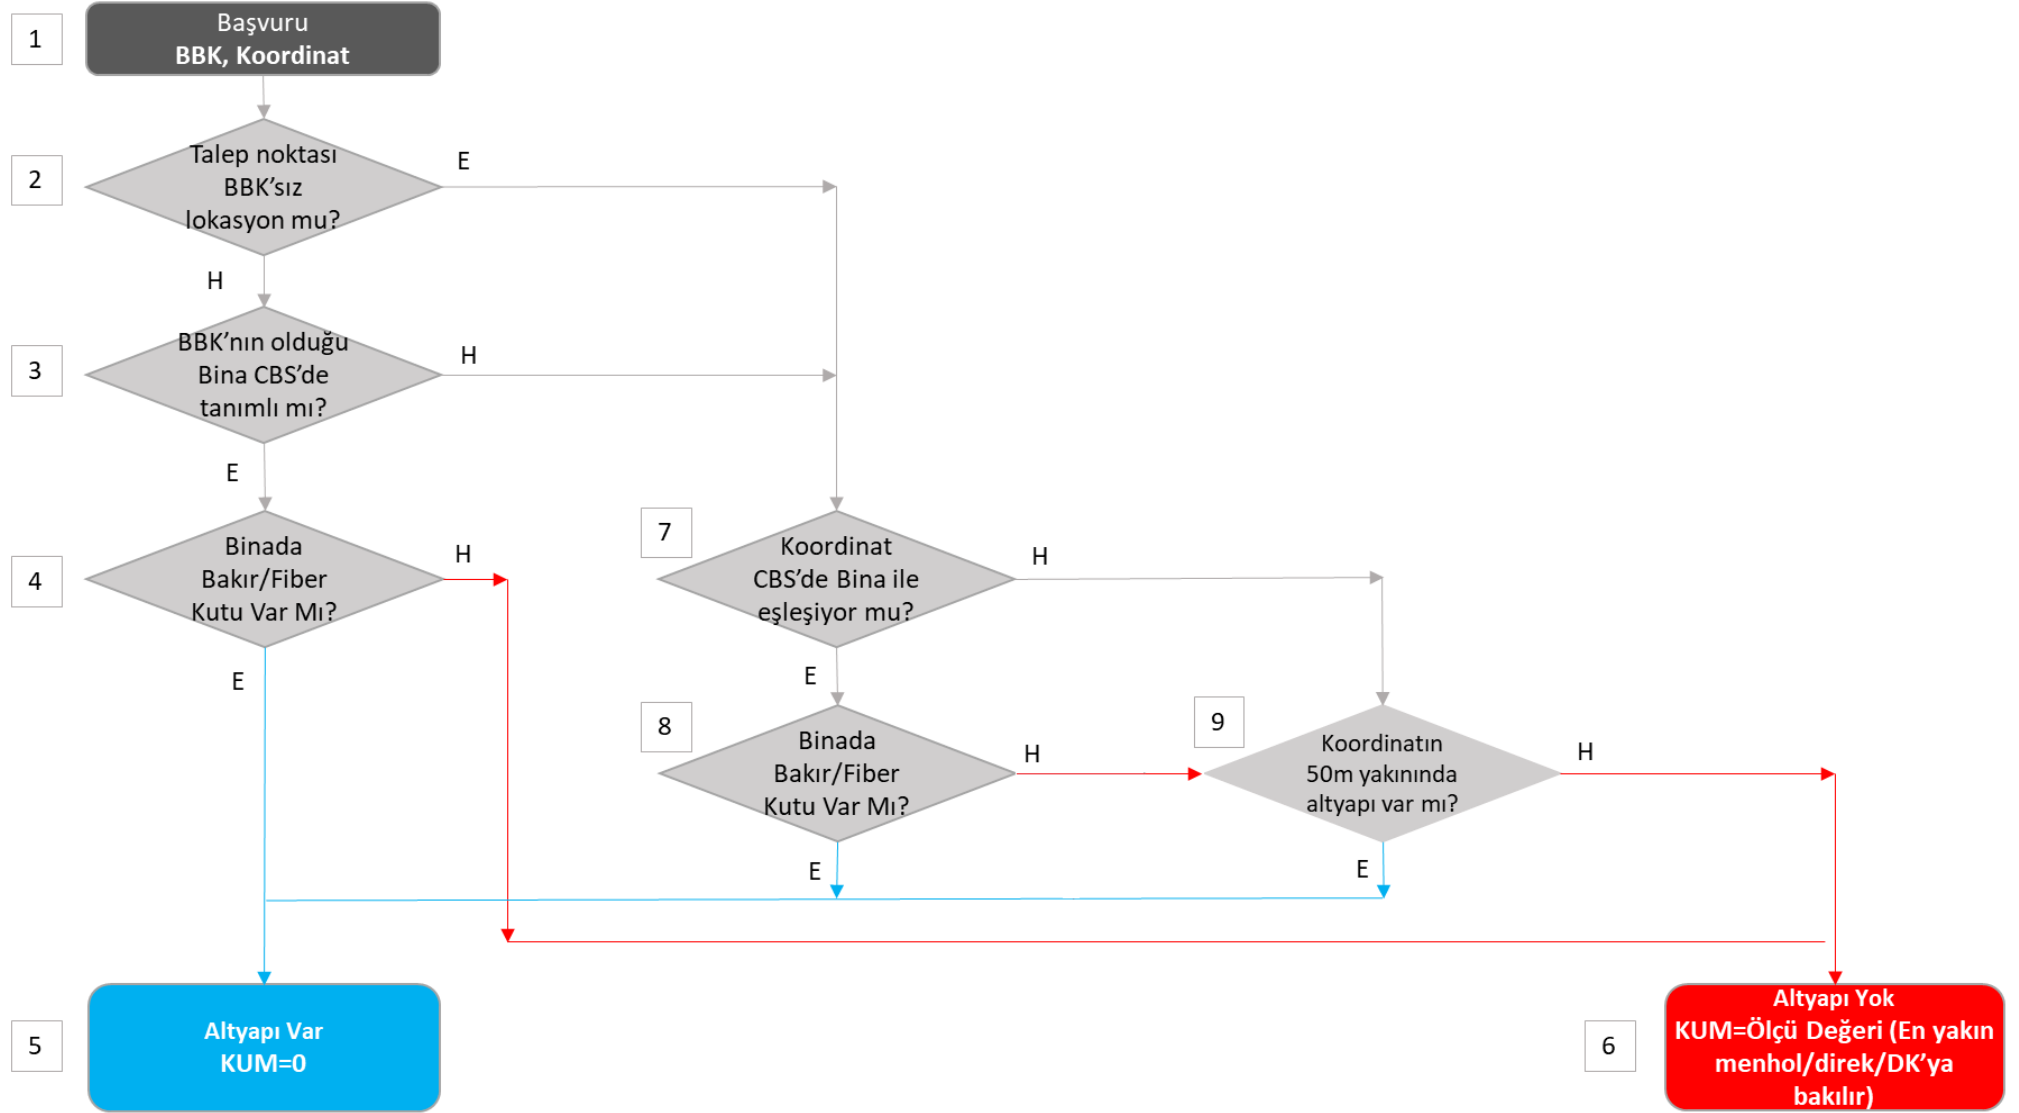 1
Başvuru
BBK, Koordinat
2
Talep noktası
BBK’sız
lokasyon mu?
E
H
3
BBK’nın olduğu
Bina CBS’de
tanımlı mı?
H
E
4
Binada
Bakır/Fiber
Kutu Var Mı?
H
E
7
Koordinat
CBS’de Bina ile
eşleşiyor mu?
H
E
8
Binada
Bakır/Fiber
Kutu Var Mı?
H
E
9
Koordinatın
50m yakınında
altyapı var mı?
H
E
5
Altyapı Var
KUM=0
6
Altyapı Yok
KUM=Ölçü Değeri (En yakın
menhol/direk/DK’ya
bakılır)